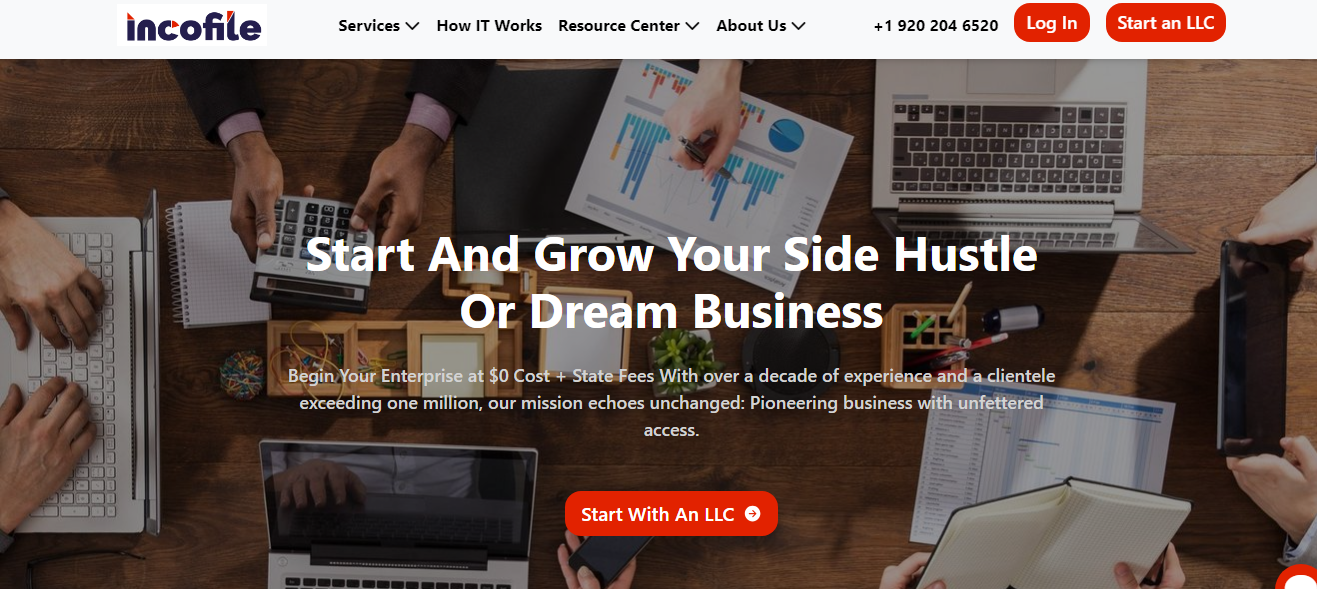 incofile
Services
How IT Works
Resource Center
About Us
+1 920 204 6520
Log In
Start an LLC
Start And Grow Your Side Hustle
Or Dream Business
Begin Your Enterprise at $0 Cost + State Fees With over a decade of experience and a clientele
exceeding one million, our mission echoes unchanged: Pioneering business with unfettered
access.
Start With An LLC